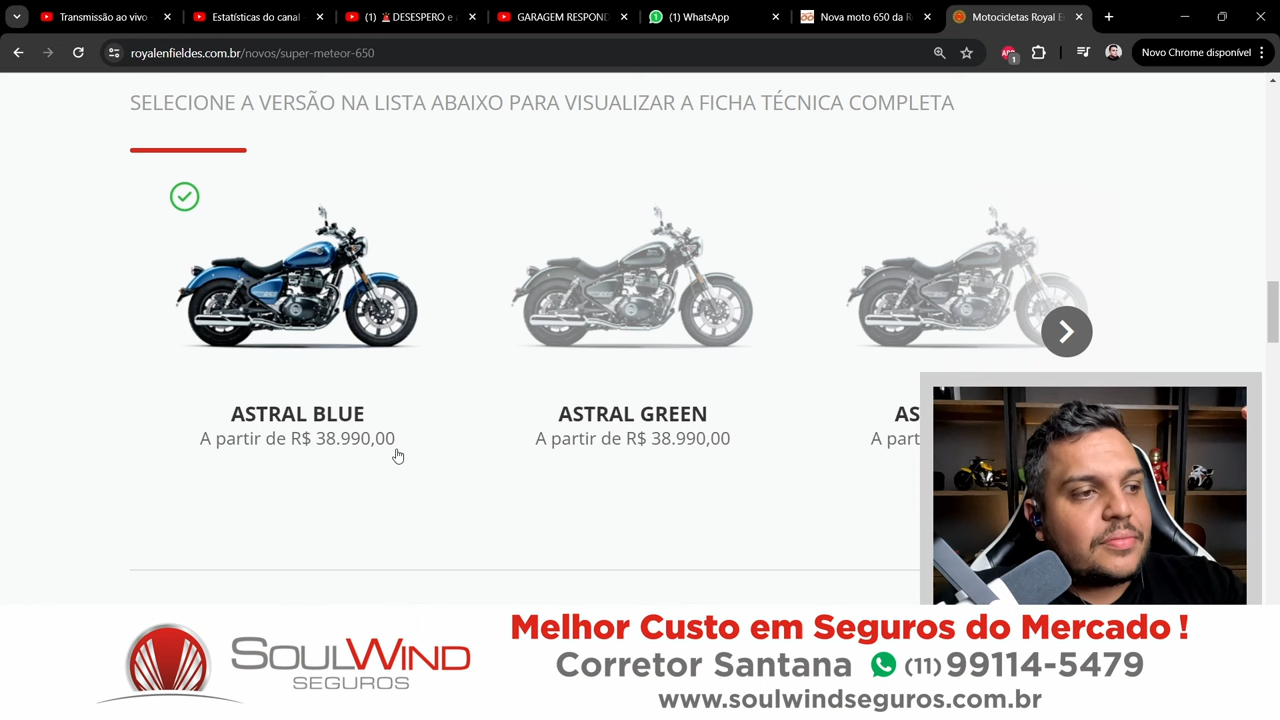 Transmissão ao vivo
Estatísticas do canal
(1) 🚨DESESPERO e
GARAGEM RESPOND
(1) WhatsApp
Nova moto 650 da R
Motocicletas Royal E
royalenfieldes.com.br/novos/super-meteor-650
1
Novo Chrome disponível
SELECIONE A VERSÃO NA LISTA ABAIXO PARA VISUALIZAR A FICHA TÉCNICA COMPLETA
ASTRAL BLUE
ASTRAL GREEN
AS
A partir de R$ 38.990,00
A partir de R$ 38.990,00
A part
SOULWIND
SEGUROS
Melhor Custo em Seguros do Mercado !
Corretor Santana (11) 99114-5479
www.soulwindseguros.com.br